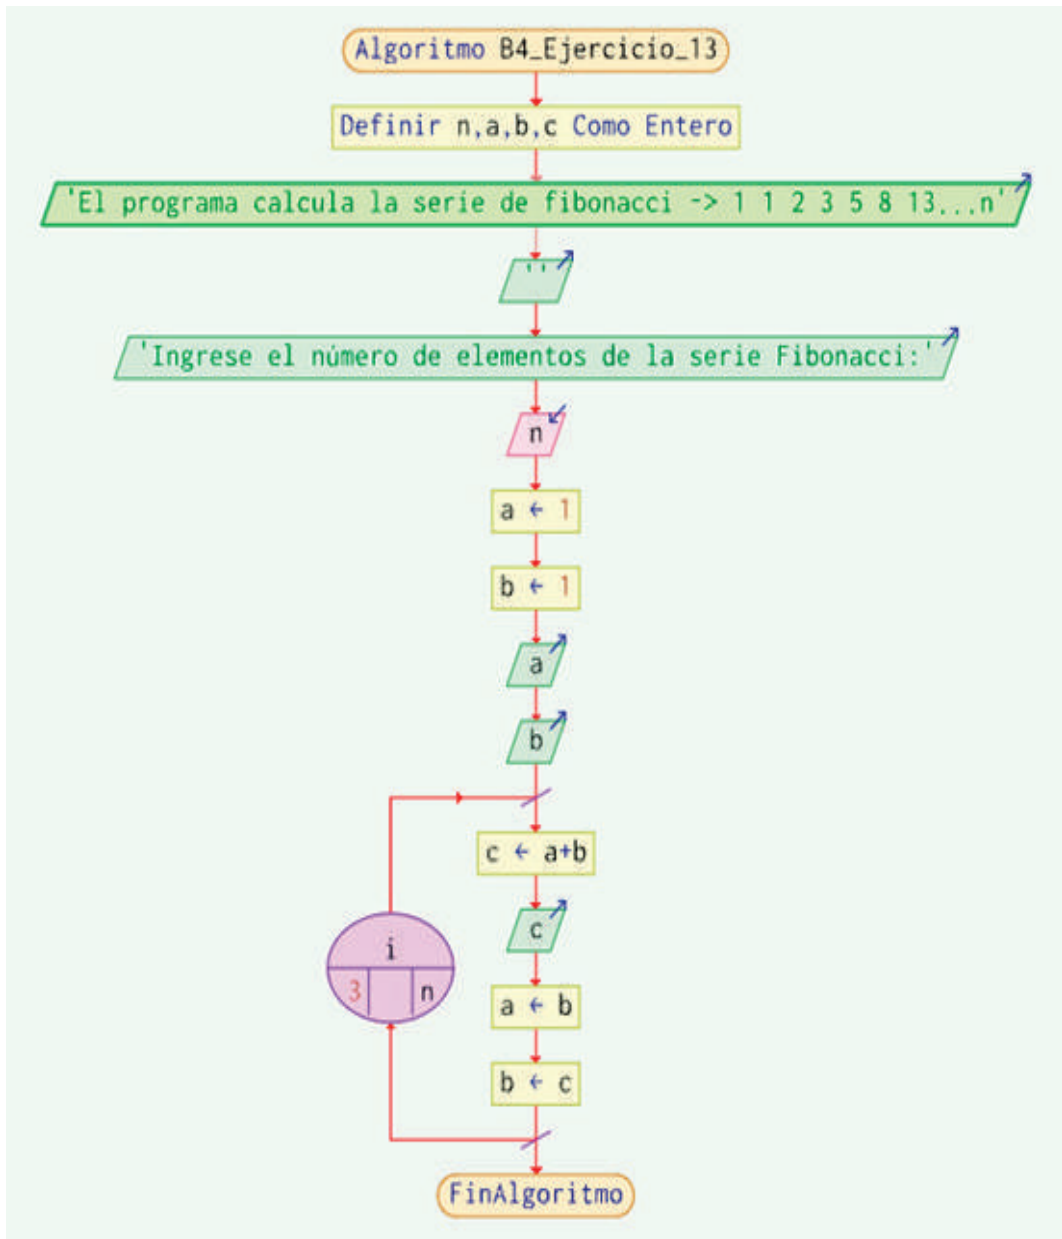 Algoritmo B4_Ejercicio_13
Definir n,a,b,c Como Entero
'El programa calcula la serie de fibonacci -> 1 1 2 3 5 8 13...n'
''
'Ingrese el número de elementos de la serie Fibonacci:'
n
a ← 1
b ← 1
a
b
c ← a+b
c
i
3 n
a ← b
b ← c
FinAlgoritmo